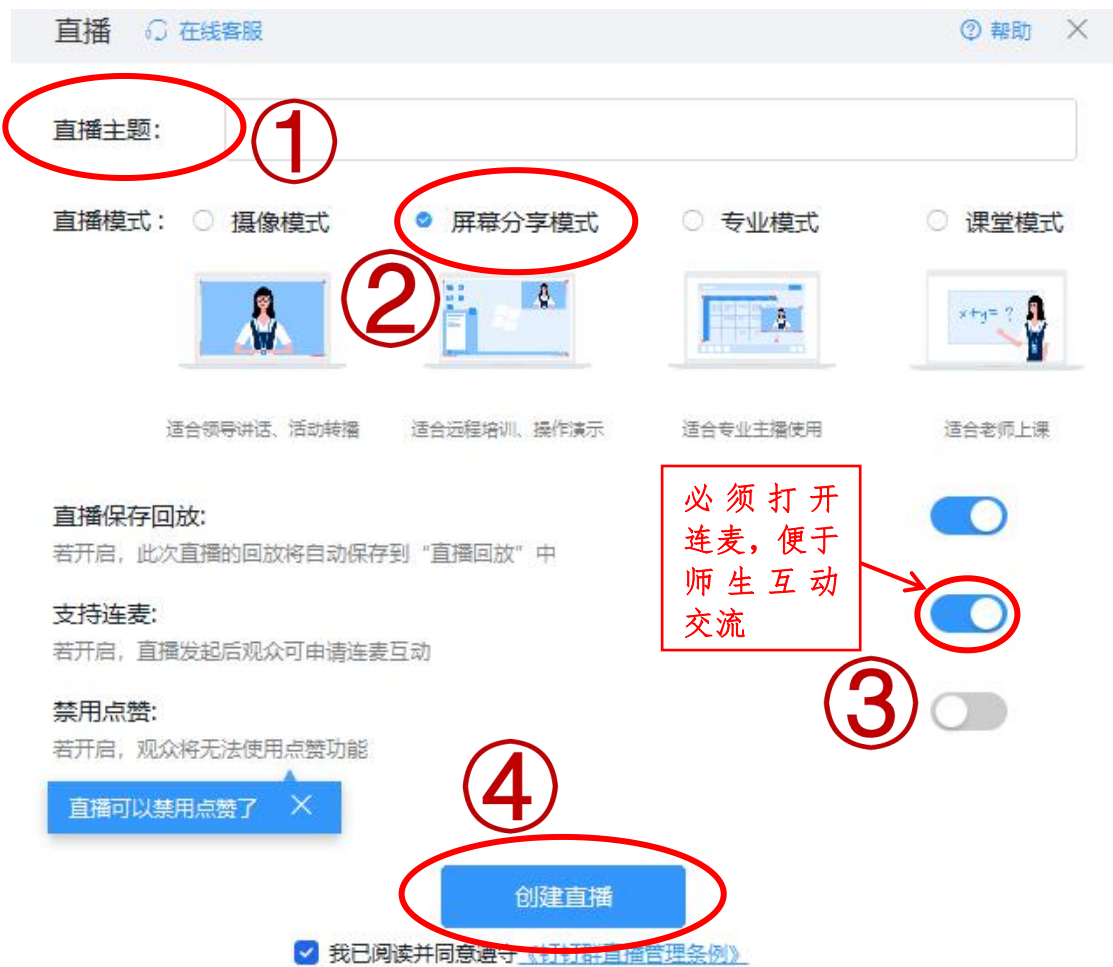 直播 在线客服 帮助
直播主题:
①
直播模式: 摄像模式 屏幕分享模式 专业模式 课堂模式
②
x+y= ?
适合领导讲话、活动转播 适合远程培训、操作演示 适合专业主播使用 适合老师上课
必须打开
连麦，便于
师生互动
交流
直播保存回放:
若开启，此次直播的回放将自动保存到“直播回放”中
支持连麦:
若开启，直播发起后观众可申请连麦互动
③
禁用点赞:
若开启，观众将无法使用点赞功能
直播可以禁用点赞了
④
创建直播
我已阅读并同意遵守《钉钉群直播管理条例》